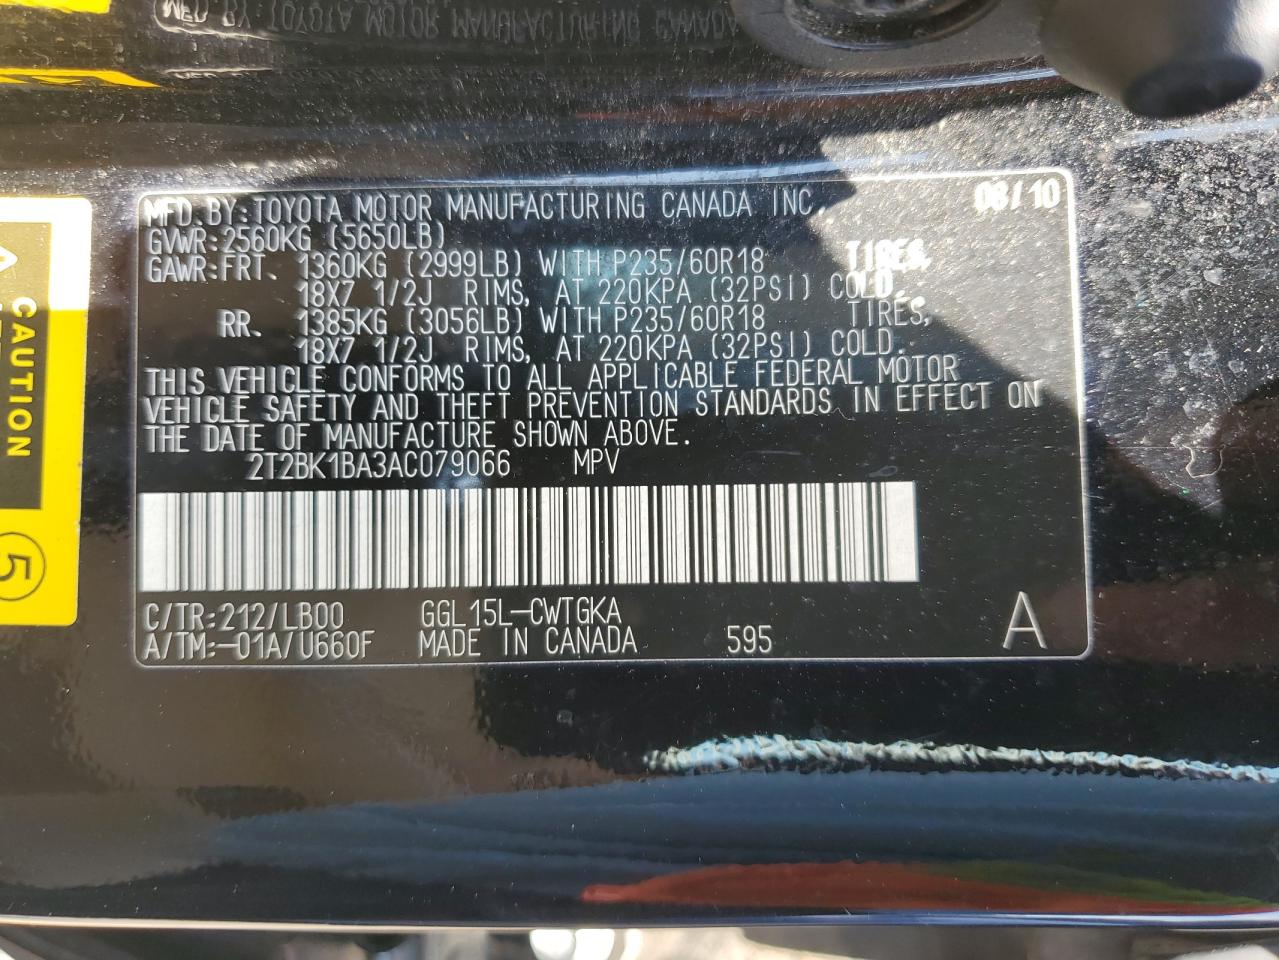 MFD. BY: TOYOTA MOTOR MANUFACTURING CANADA INC. 08/10
GVWR: 2560KG (5650LB)
GAWR: FRT. 1360KG (2999LB) WITH P235/60R18 TIRES,
18X7 1/2J RIMS, AT 220KPA (32PSI) COLD.
RR. 1385KG (3056LB) WITH P235/60R18 TIRES,
18X7 1/2J RIMS, AT 220KPA (32PSI) COLD.
THIS VEHICLE CONFORMS TO ALL APPLICABLE FEDERAL MOTOR
VEHICLE SAFETY AND THEFT PREVENTION STANDARDS IN EFFECT ON
THE DATE OF MANUFACTURE SHOWN ABOVE.
2T2BK1BA3AC079066 MPV
C/TR: 212/LB00 GGL15L-CWTGKA
A/TM: -01A/U660F MADE IN CANADA 595 A
CAUTION
5